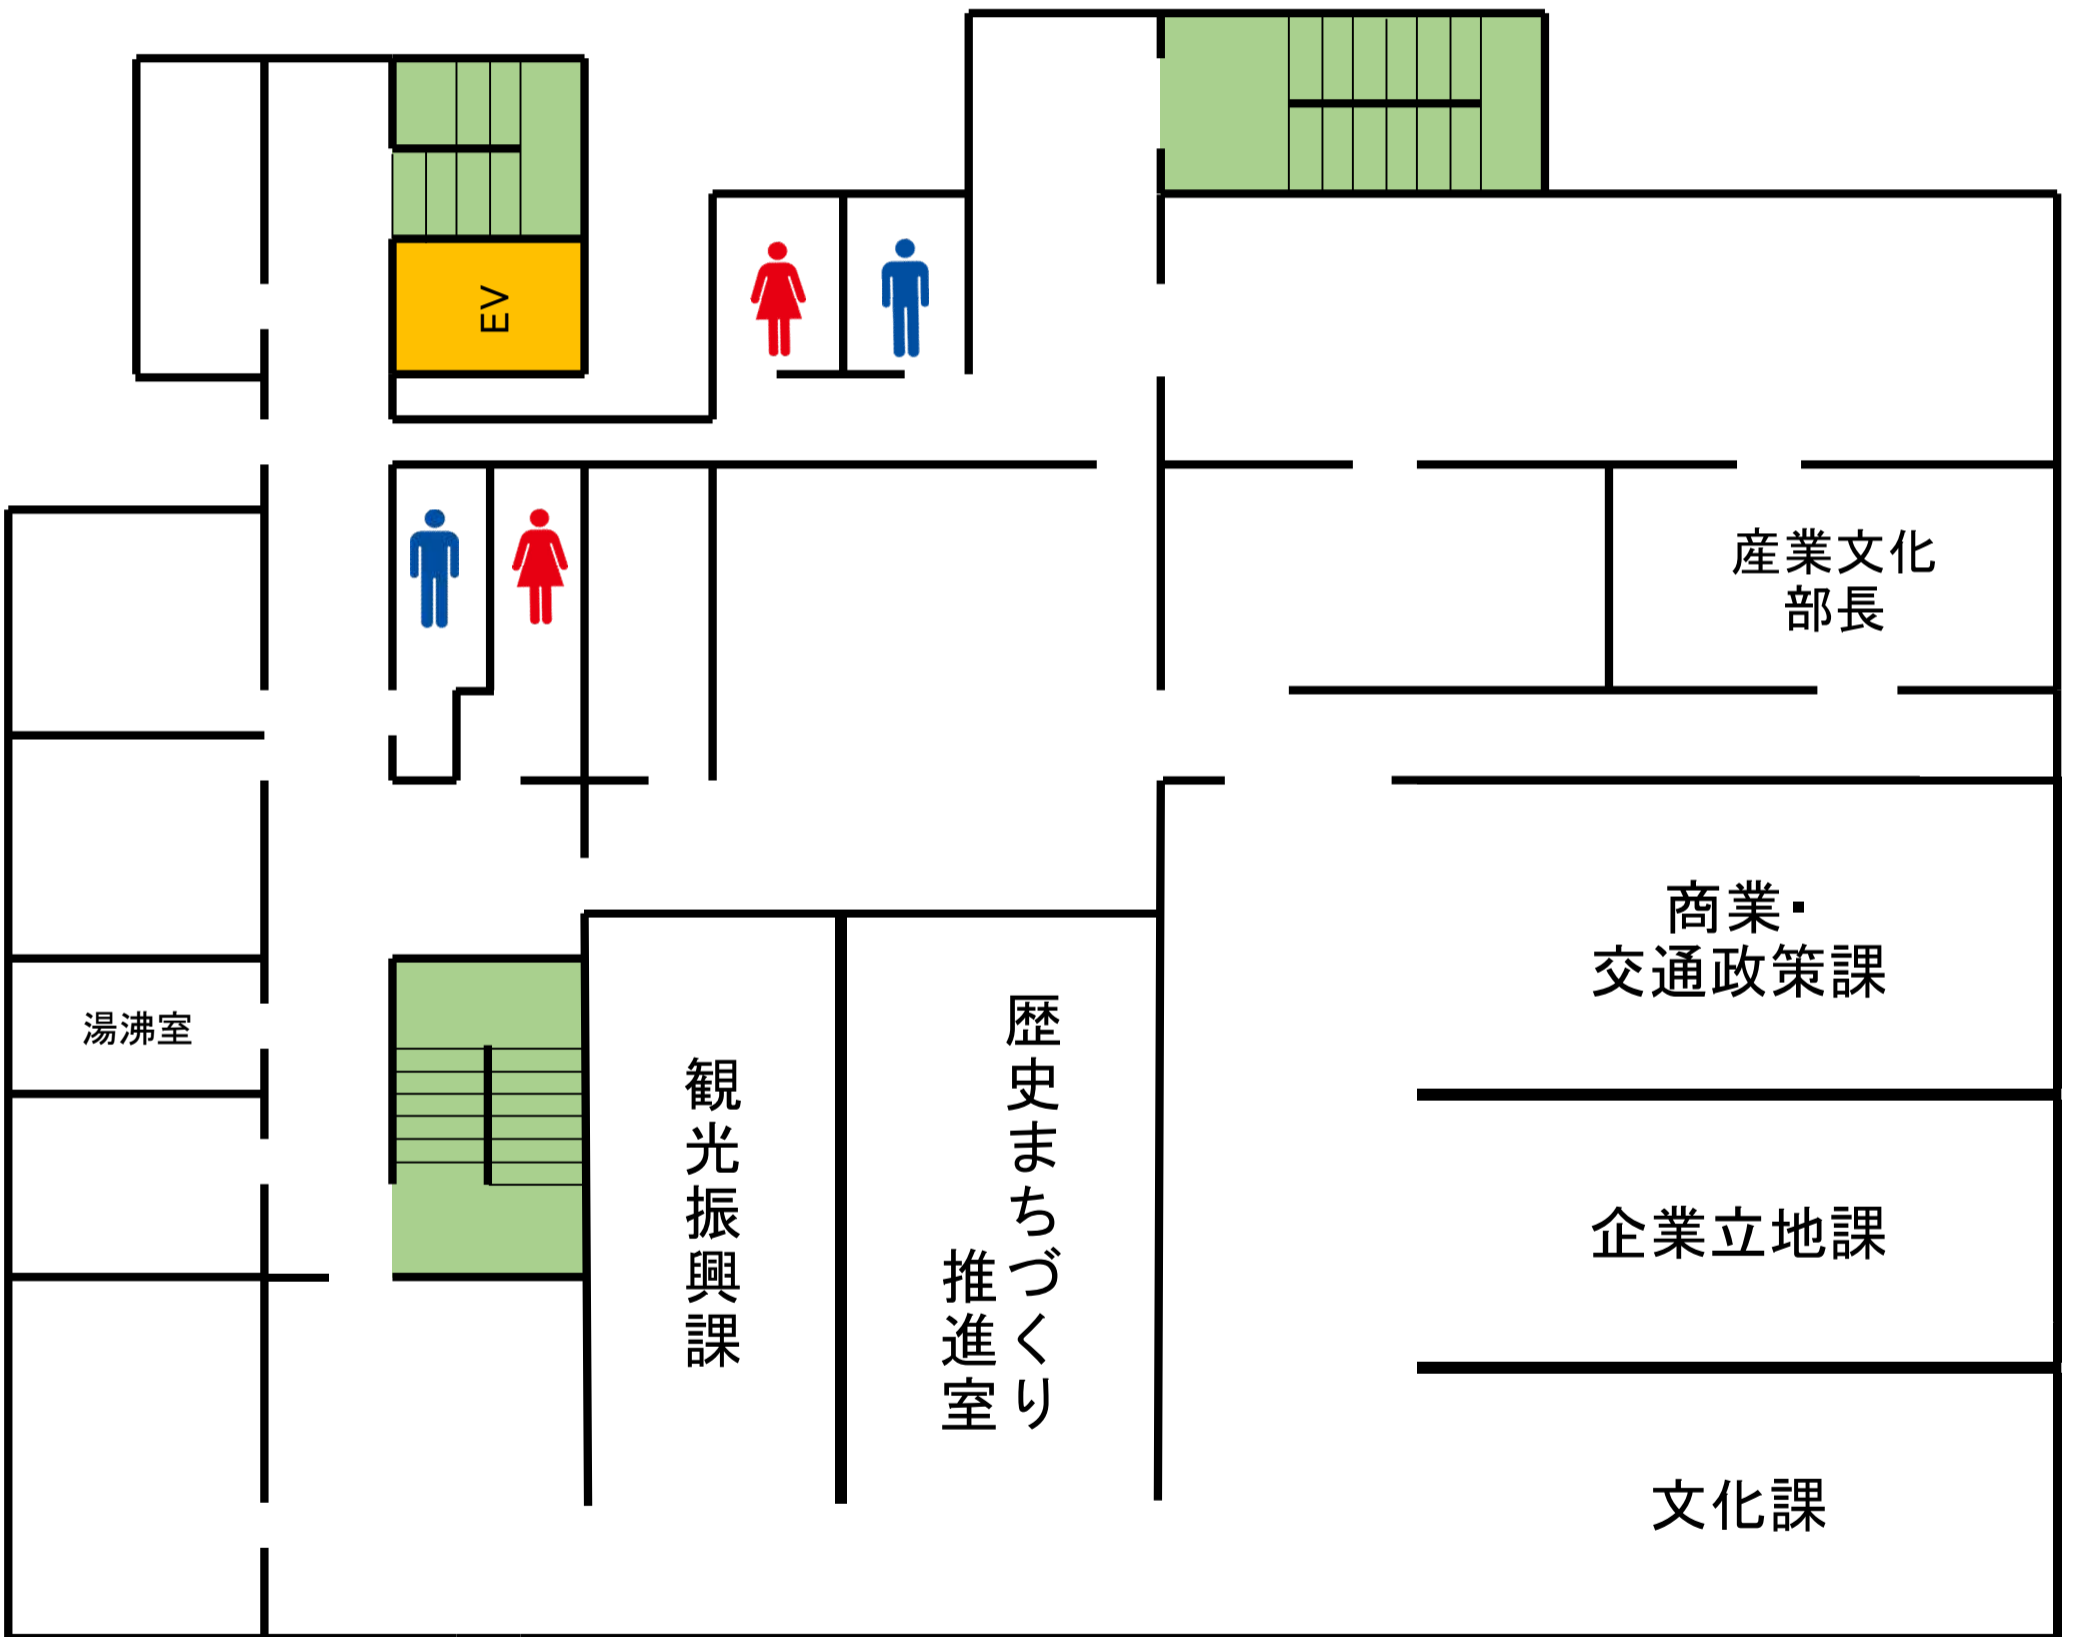 EV
産業文化
部長
商業・
交通政策課
湯沸室
観光振興課
歴史まちづくり
推進室
企業立地課
文化課